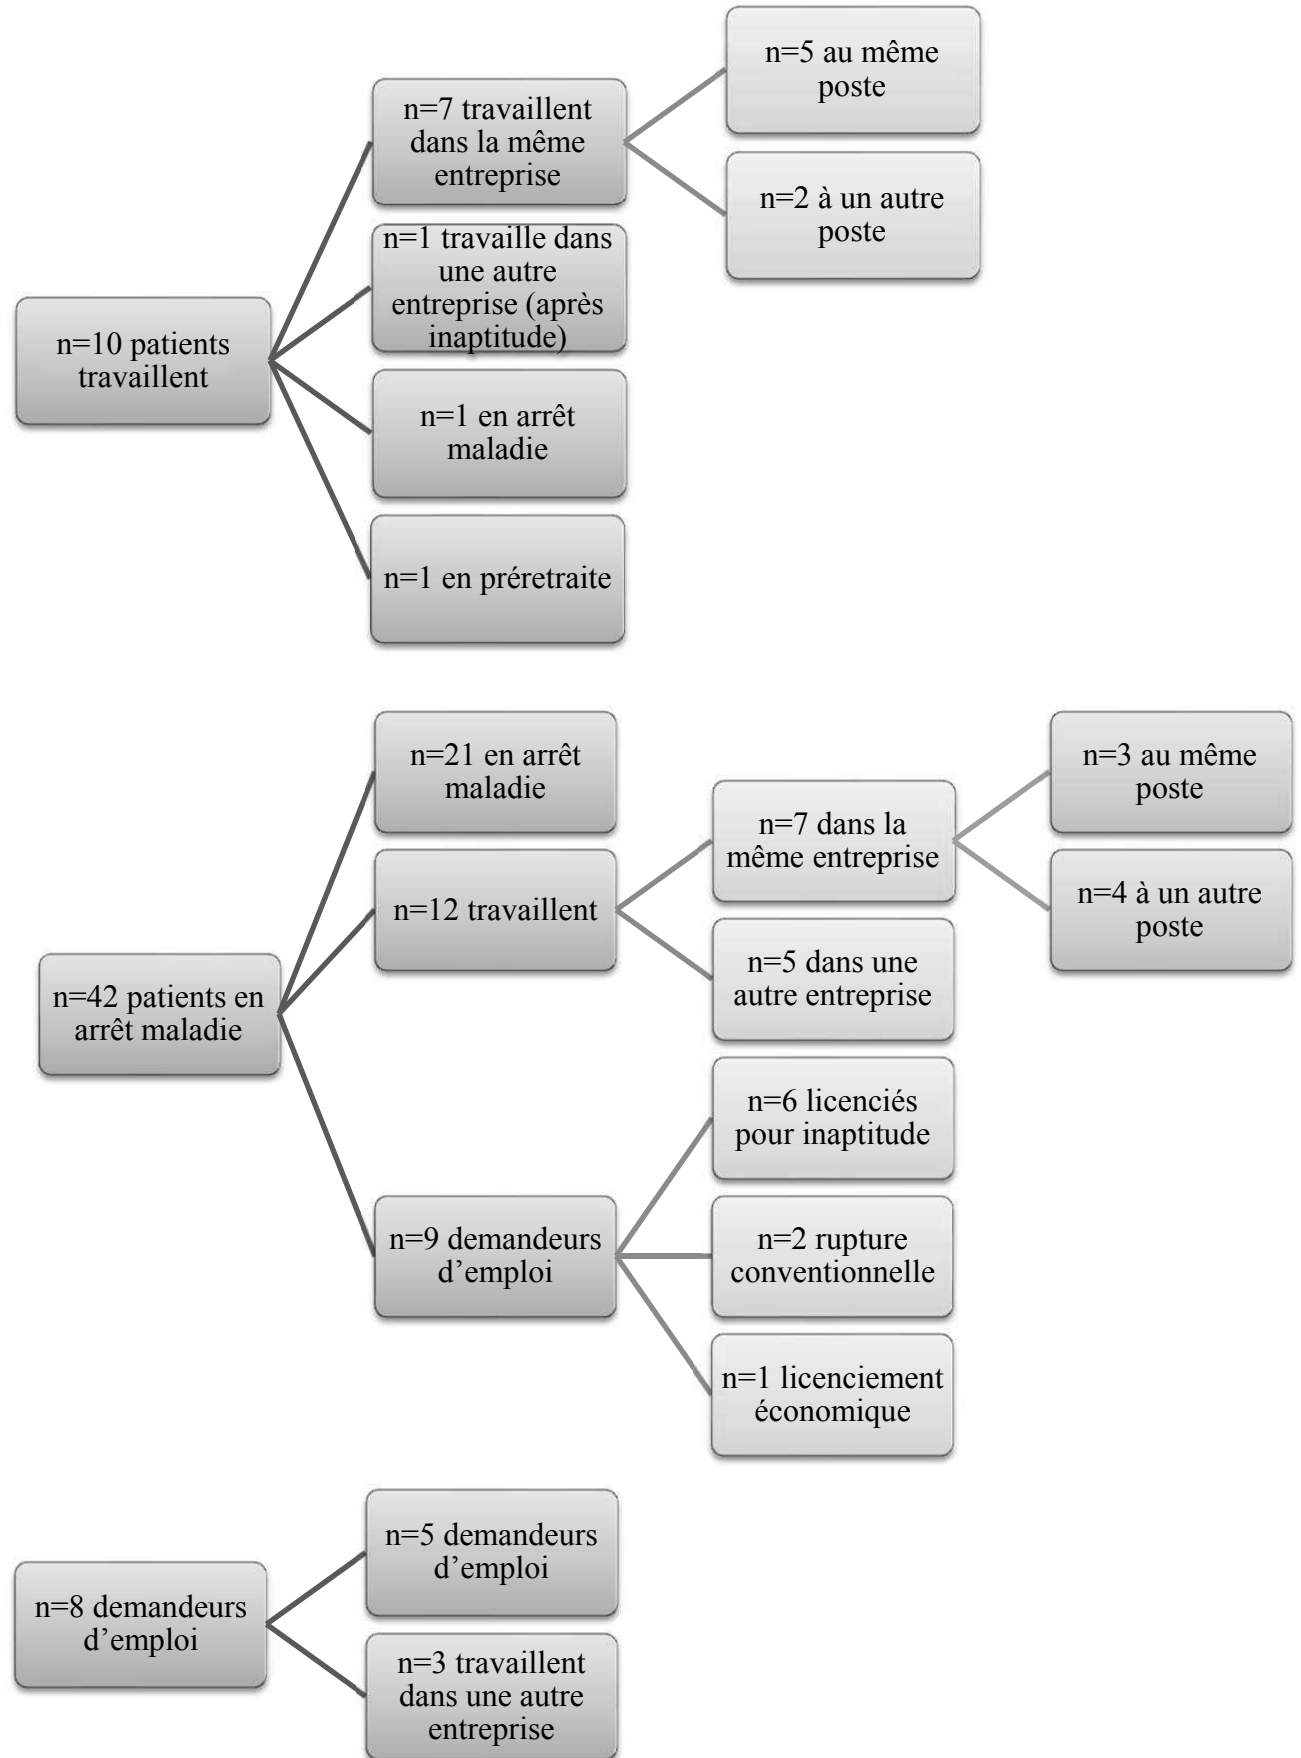 n=10 patients
travaillent
n=7 travaillent
dans la même
entreprise
n=5 au même
poste
n=2 à un autre
poste
n=1 travaille dans
une autre
entreprise (après
inaptitude)
n=1 en arrêt
maladie
n=1 en préretraite
n=42 patients en
arrêt maladie
n=21 en arrêt
maladie
n=12 travaillent
n=7 dans la
même entreprise
n=3 au même
poste
n=4 à un autre
poste
n=5 dans une
autre entreprise
n=9 demandeurs
d’emploi
n=6 licenciés
pour inaptitude
n=2 rupture
conventionnelle
n=1 licenciement
économique
n=8 demandeurs
d’emploi
n=5 demandeurs
d’emploi
n=3 travaillent
dans une autre
entreprise